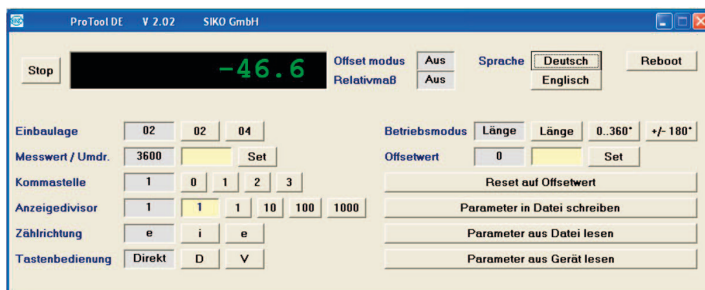 SIKO ProTool DE V 2.02 SIKO GmbH
Stop -46.6 Offset modus Aus Sprache Deutsch Reboot
Relativmaß Aus Englisch
Einbaulage 02 02 04 Betriebsmodus Länge Länge 0..360° +/- 180°
Messwert / Umdr. 3600 Set Offsetwert 0 Set
Kommastelle 1 0 1 2 3 Reset auf Offsetwert
Anzeigedivisor 1 1 1 10 100 1000 Parameter in Datei schreiben
Zählrichtung e i e Parameter aus Datei lesen
Tastenbedienung Direkt D V Parameter aus Gerät lesen